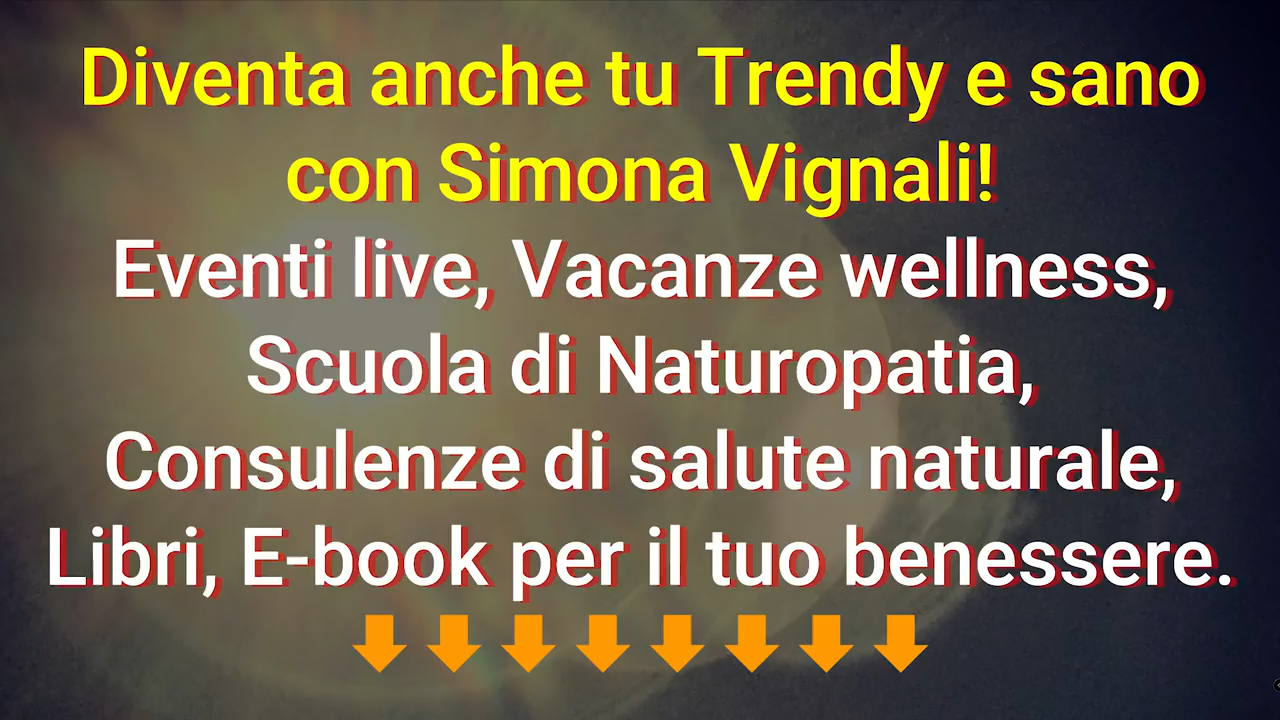 Diventa anche tu Trendy e sano
con Simona Vignali!
Eventi live, Vacanze wellness,
Scuola di Naturopatia,
Consulenze di salute naturale,
Libri, E-book per il tuo benessere.